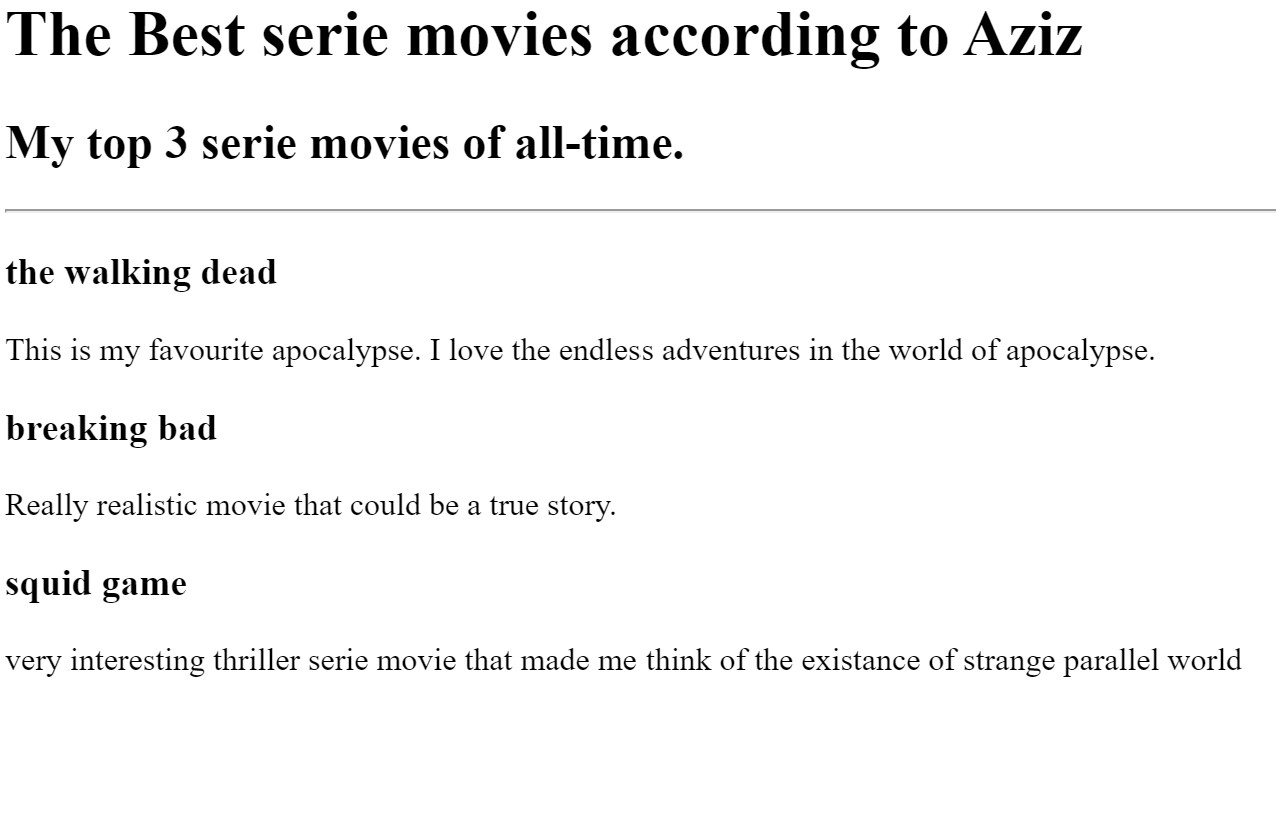 The Best serie movies according to Aziz
My top 3 serie movies of all-time.
the walking dead
This is my favourite apocalypse. I love the endless adventures in the world of apocalypse.
breaking bad
Really realistic movie that could be a true story.
squid game
very interesting thriller serie movie that made me think of the existance of strange parallel world